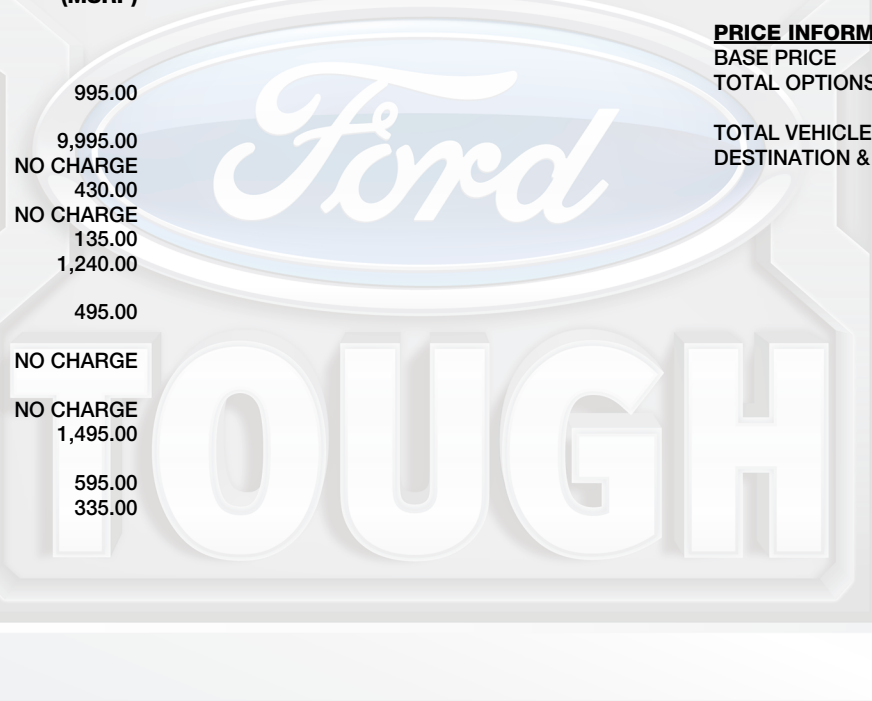 (MSRP)
995.00
9,995.00
NO CHARGE
430.00
NO CHARGE
135.00
1,240.00
495.00
NO CHARGE
NO CHARGE
1,495.00
595.00
335.00
PRICE INFORM
BASE PRICE
TOTAL OPTIONS
TOTAL VEHICLE
DESTINATION &
Ford
TOUGH